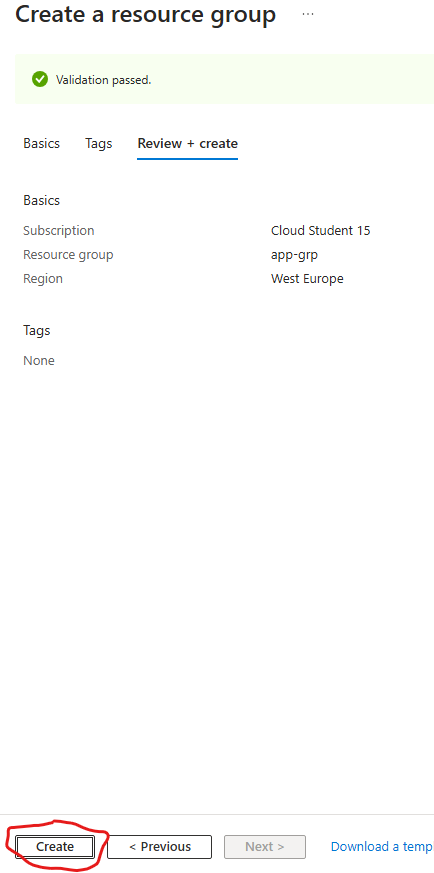 Create a resource group ...
Validation passed.
Basics Tags Review + create
Basics
Subscription Cloud Student 15
Resource group app-grp
Region West Europe
Tags
None
Create < Previous Next > Download a temp